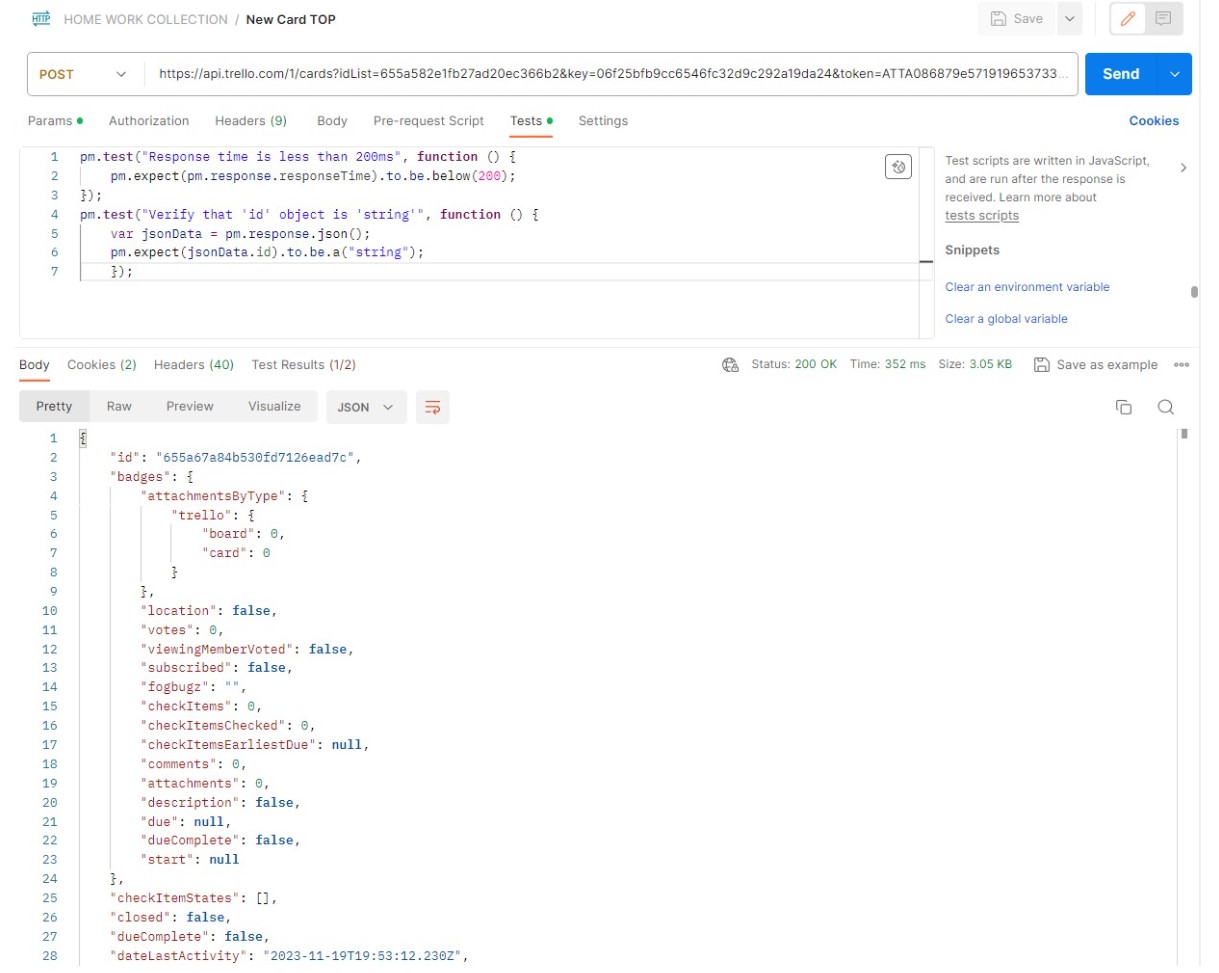 HTTP HOME WORK COLLECTION / New Card TOP Save
POST https://api.trello.com/1/cards?idList=655a582e1fb27ad20ec366b2&key=06f25bfb9cc6546fc32d9c292a19da24&token=ATTA086879e571919653733... Send
Params Authorization Headers (9) Body Pre-request Script Tests Settings Cookies
1 pm.test("Response time is less than 200ms", function () {
2 pm.expect(pm.response.responseTime).to.be.below(200);
3 });
4 pm.test("Verify that 'id' object is 'string'", function () {
5 var jsonData = pm.response.json();
6 pm.expect(jsonData.id).to.be.a("string");
7 });
Test scripts are written in JavaScript,
and are run after the response is
received. Learn more about
tests scripts
Snippets
Clear an environment variable
Clear a global variable
Body Cookies (2) Headers (40) Test Results (1/2) Status: 200 OK Time: 352 ms Size: 3.05 KB Save as example
Pretty Raw Preview Visualize JSON
1 {
2 "id": "655a67a84b530fd7126ead7c",
3 "badges": {
4 "attachmentsByType": {
5 "trello": {
6 "board": 0,
7 "card": 0
8 }
9 },
10 "location": false,
11 "votes": 0,
12 "viewingMemberVoted": false,
13 "subscribed": false,
14 "fogbugz": "",
15 "checkItems": 0,
16 "checkItemsChecked": 0,
17 "checkItemsEarliestDue": null,
18 "comments": 0,
19 "attachments": 0,
20 "description": false,
21 "due": null,
22 "dueComplete": false,
23 "start": null
24 },
25 "checkItemStates": [],
26 "closed": false,
27 "dueComplete": false,
28 "dateLastActivity": "2023-11-19T19:53:12.230Z",